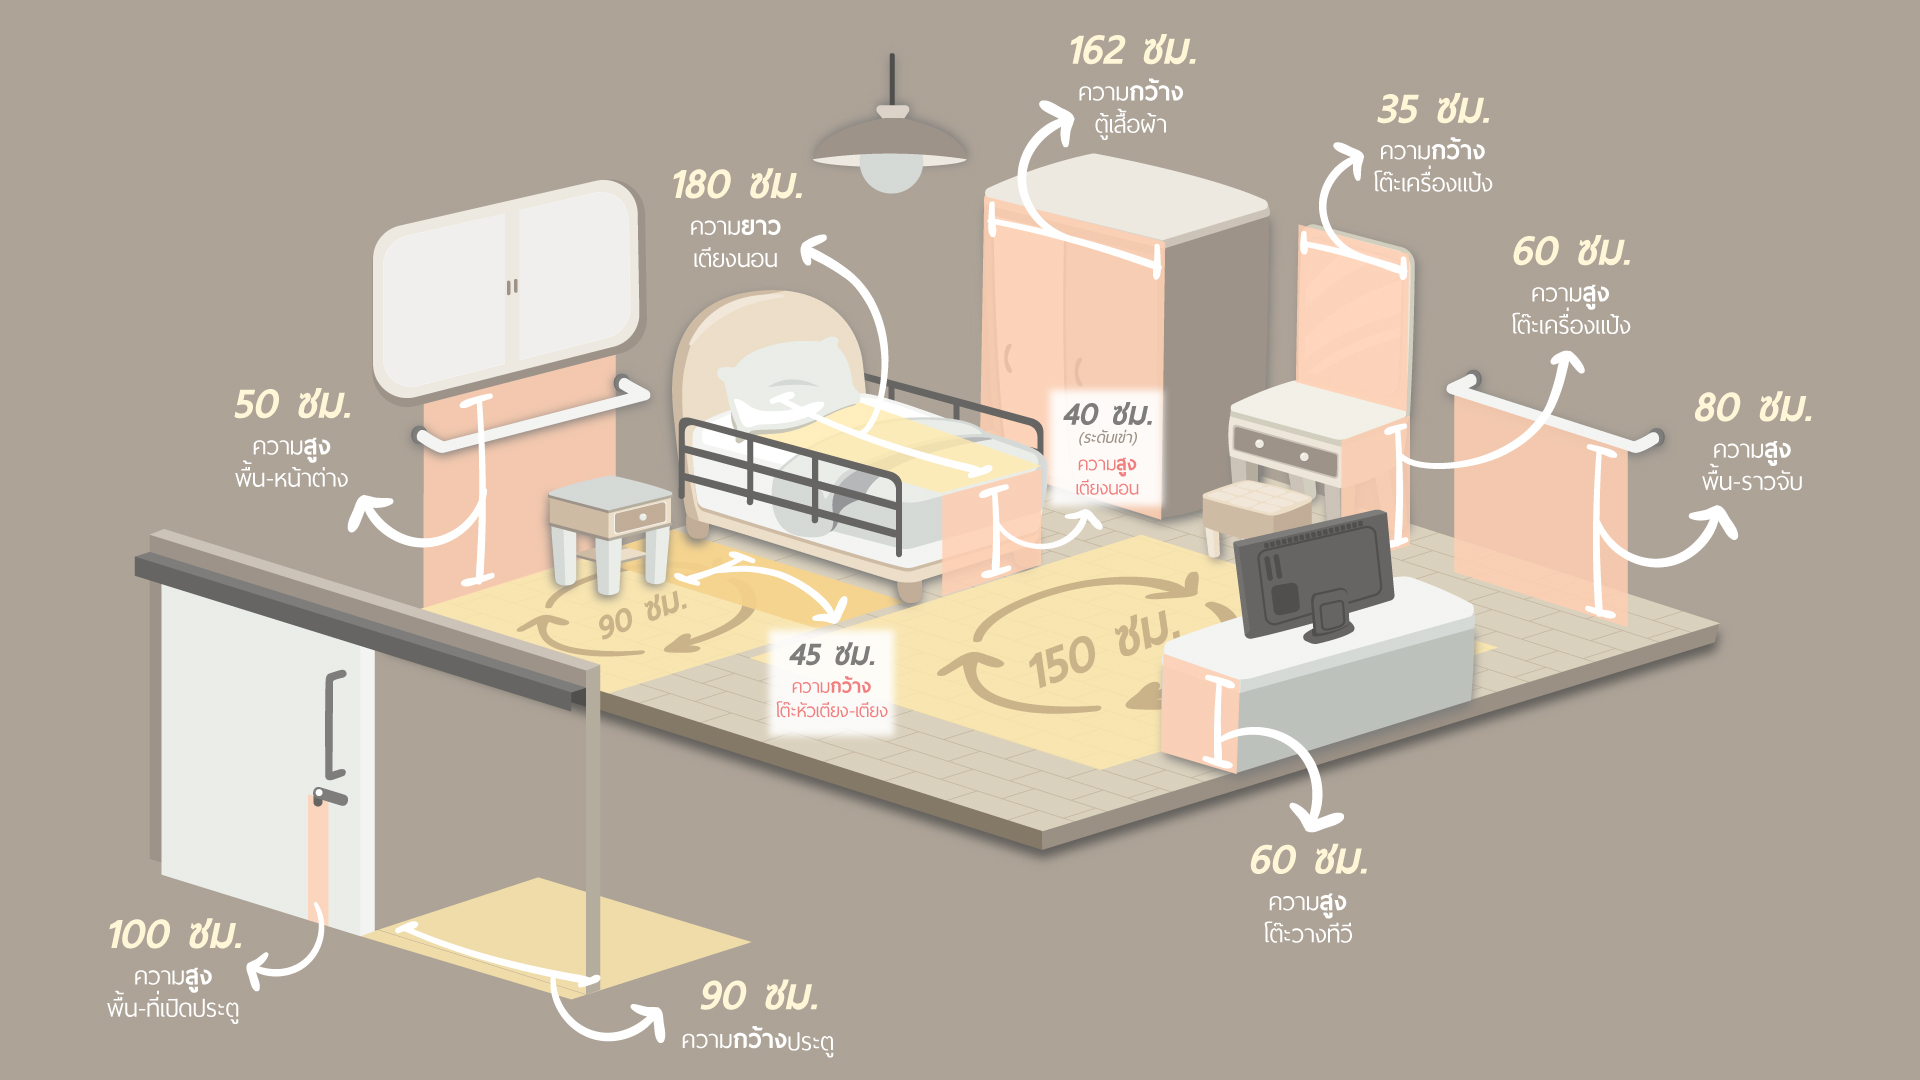 162 ซม.
ความกว้าง
ตู้เสื้อผ้า
35 ซม.
ความกว้าง
โต๊ะเครื่องแป้ง
180 ซม.
ความยาว
เตียงนอน
60 ซม.
ความสูง
โต๊ะเครื่องแป้ง
50 ซม.
ความสูง
พื้น-หน้าต่าง
40 ซม.
(ระดับเข่า)
ความสูง
เตียงนอน
80 ซม.
ความสูง
พื้น-ราวจับ
90 ซม.
150 ซม.
45 ซม.
ความกว้าง
โต๊ะหัวเตียง-เตียง
60 ซม.
ความสูง
โต๊ะวางทีวี
100 ซม.
ความสูง
พื้น-ที่เปิดประตู
90 ซม.
ความกว้างประตู